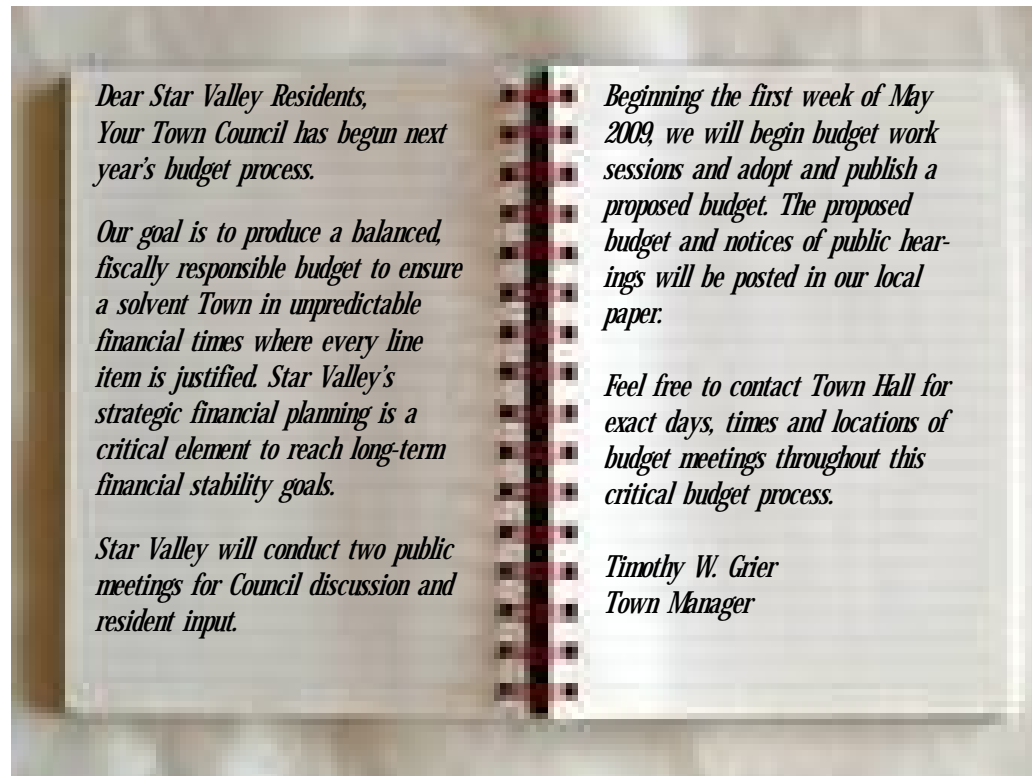 Dear Star Valley Residents,
Your Town Council has begun next
year's budget process.
Our goal is to produce a balanced,
fiscally responsible budget to ensure
a solvent Town in unpredictable
financial times where every line
item is justified. Star Valley's
strategic financial planning is a
critical element to reach long-term
financial stability goals.
Star Valley will conduct two public
meetings for Council discussion and
resident input.
Beginning the first week of May
2009, we will begin budget work
sessions and adopt and publish a
proposed budget. The proposed
budget and notices of public hear-
ings will be posted in our local
paper.
Feel free to contact Town Hall for
exact days, times and locations of
budget meetings throughout this
critical budget process.
Timothy W. Grier
Town Manager